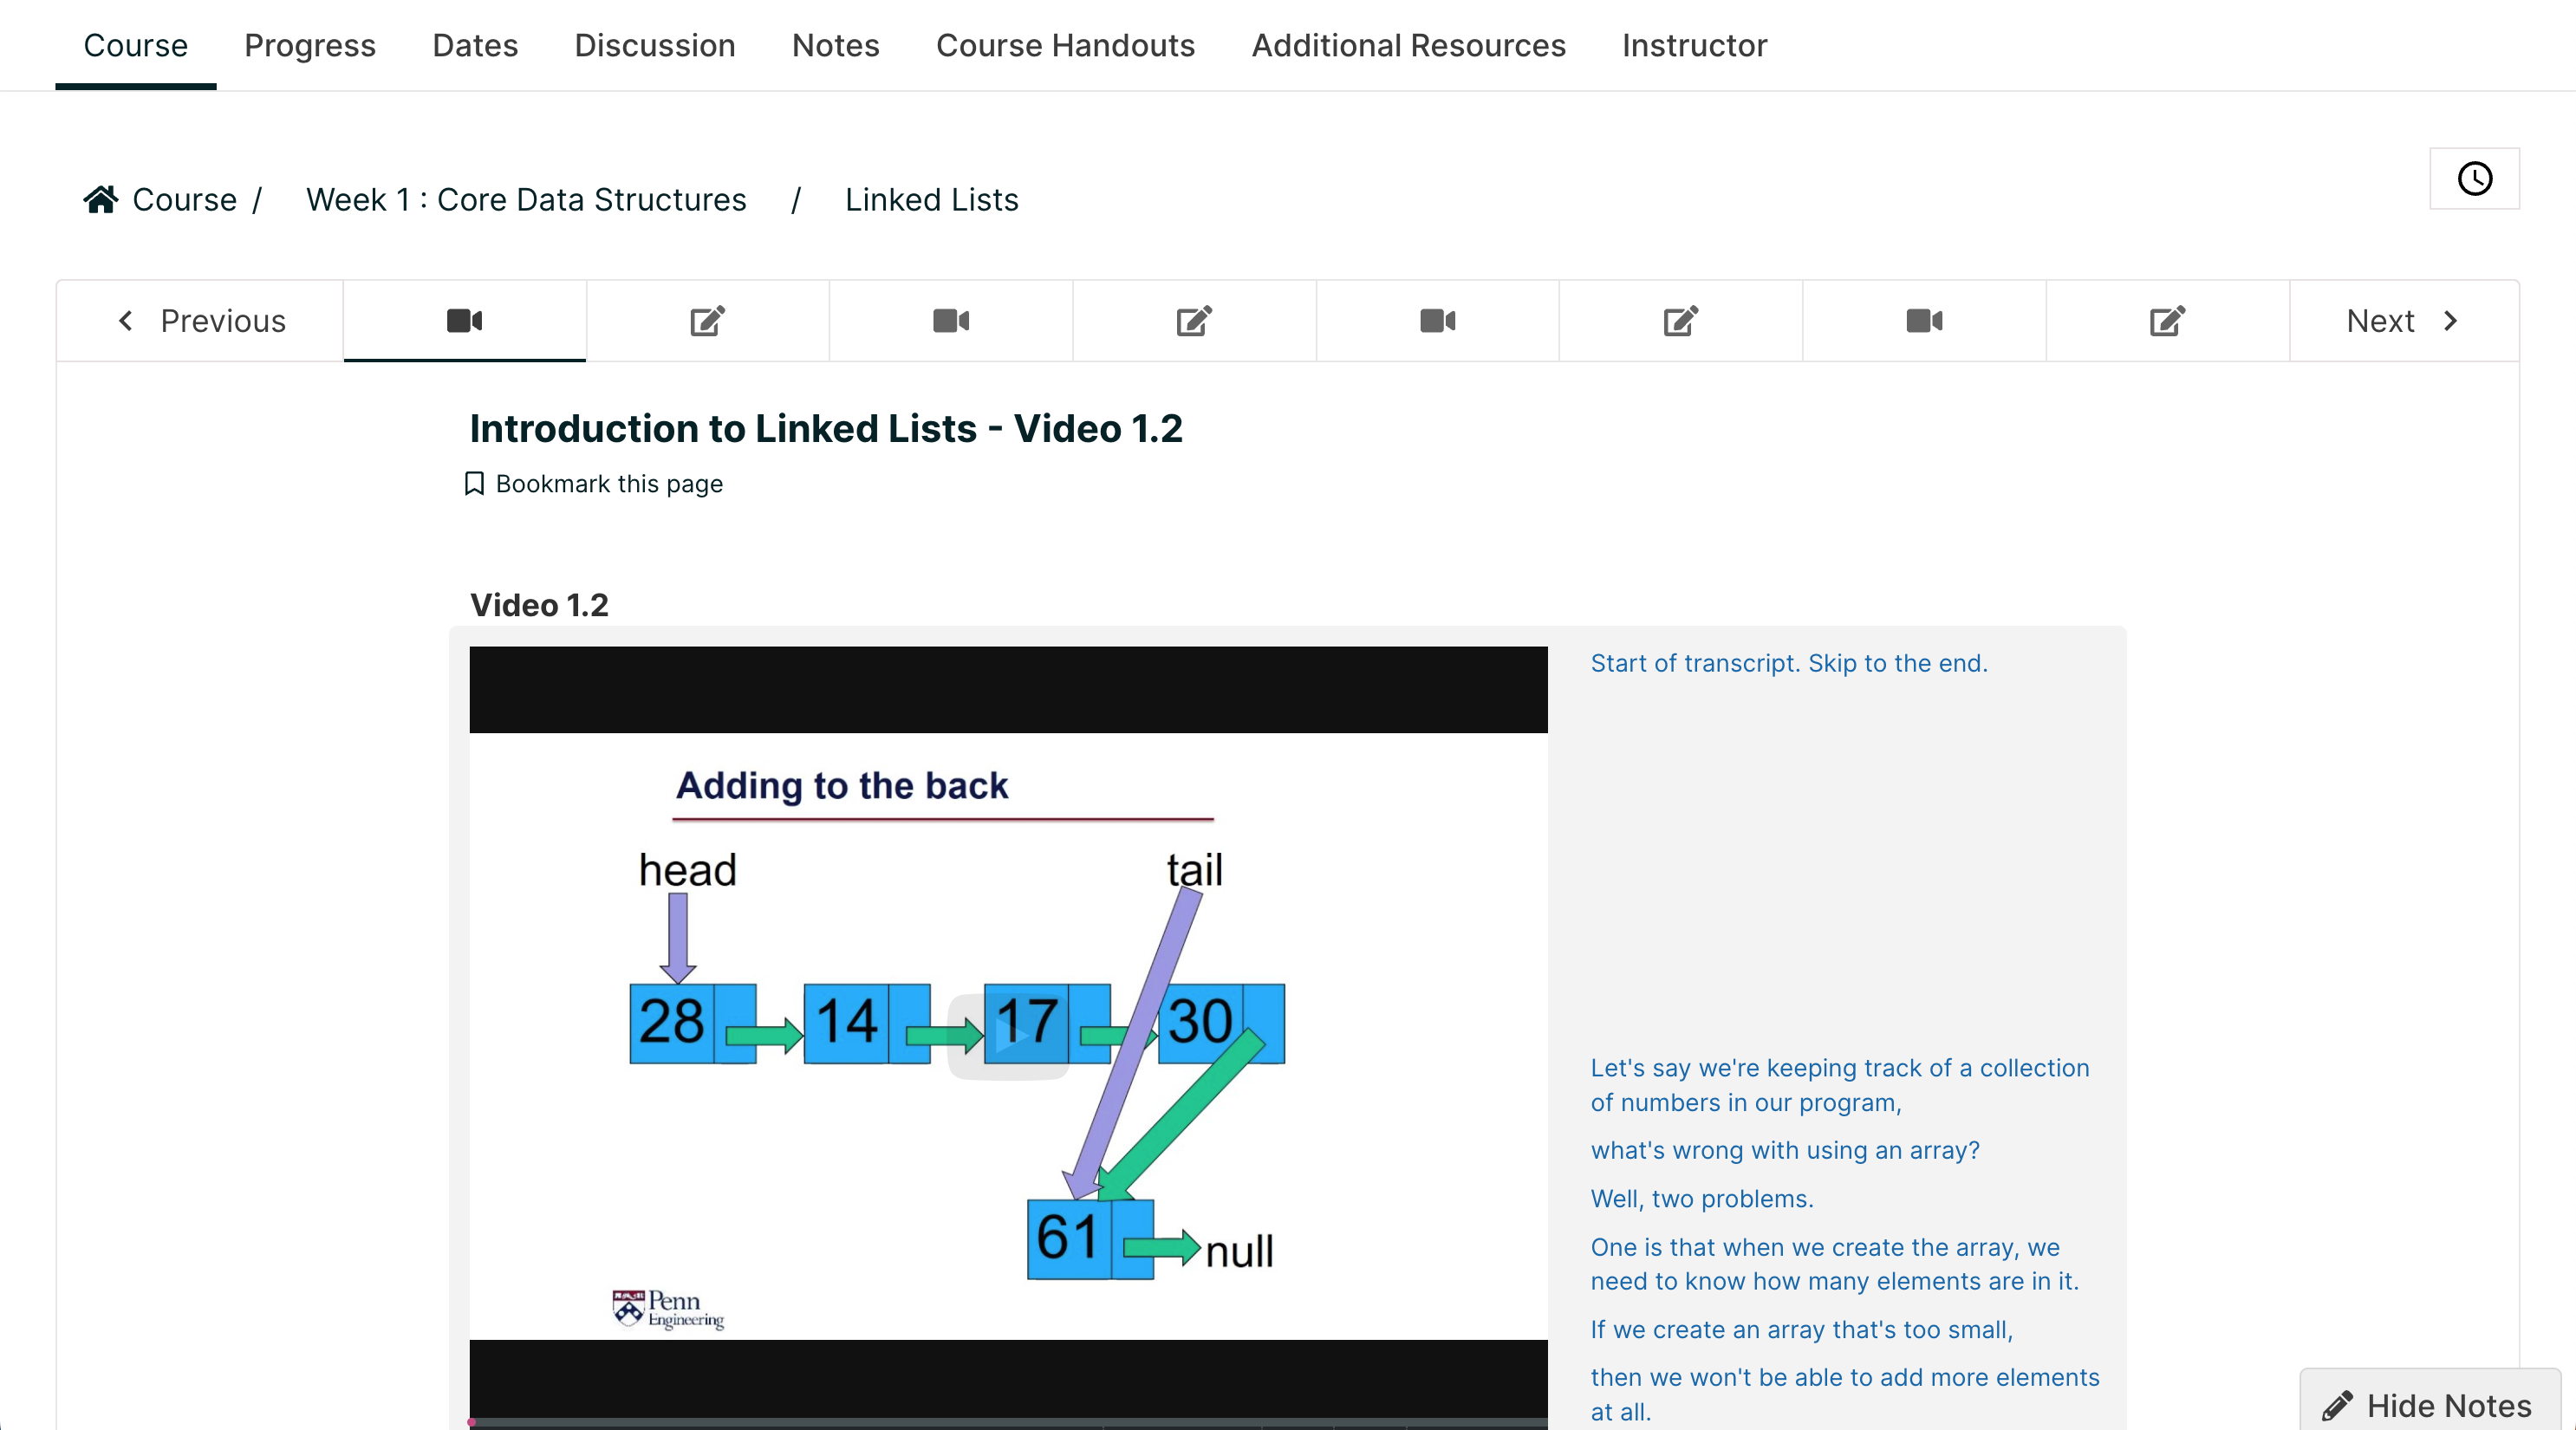 Course Progress Dates Discussion Notes Course Handouts Additional Resources Instructor
Course / Week 1 : Core Data Structures / Linked Lists
Previous Next
Introduction to Linked Lists - Video 1.2
Bookmark this page
Video 1.2
Adding to the back
head tail
28 14 17 30
61 null
Penn
Engineering
Start of transcript. Skip to the end.
Let's say we're keeping track of a collection
of numbers in our program,
what's wrong with using an array?
Well, two problems.
One is that when we create the array, we
need to know how many elements are in it.
If we create an array that's too small,
then we won't be able to add more elements
at all.
Hide Notes